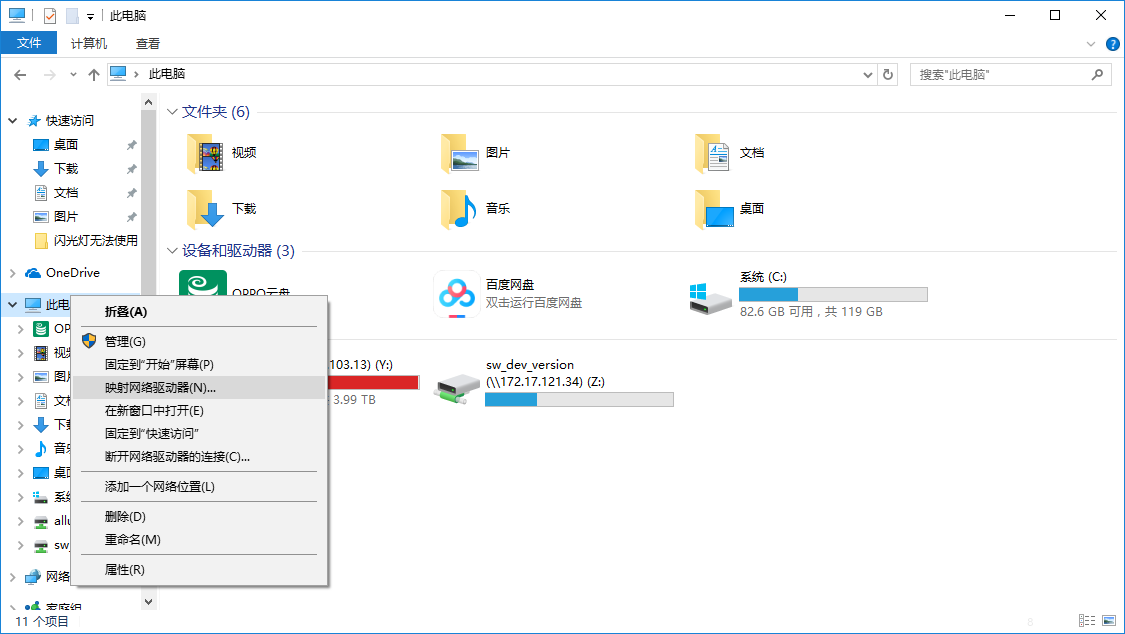 此电脑
文件 计算机 查看
此电脑
搜索"此电脑"
快速访问
桌面
下载
文档
图片
闪光灯无法使用
OneDrive
此电
OP
视频
图片
文档
下载
音乐
桌面
系统
allu
sw_
网络
家庭组
文件夹 (6)
视频
图片
文档
下载
音乐
桌面
设备和驱动器 (3)
OPPO云盘
百度网盘
双击运行百度网盘
系统 (C:)
82.6 GB 可用，共 119 GB
103.13) (Y:)
3.99 TB
sw_dev_version
(\\172.17.121.34) (Z:)
折叠(A)
管理(G)
固定到"开始"屏幕(P)
映射网络驱动器(N)...
在新窗口中打开(E)
固定到"快速访问"
断开网络驱动器的连接(C)...
添加一个网络位置(L)
删除(D)
重命名(M)
属性(R)
11 个项目